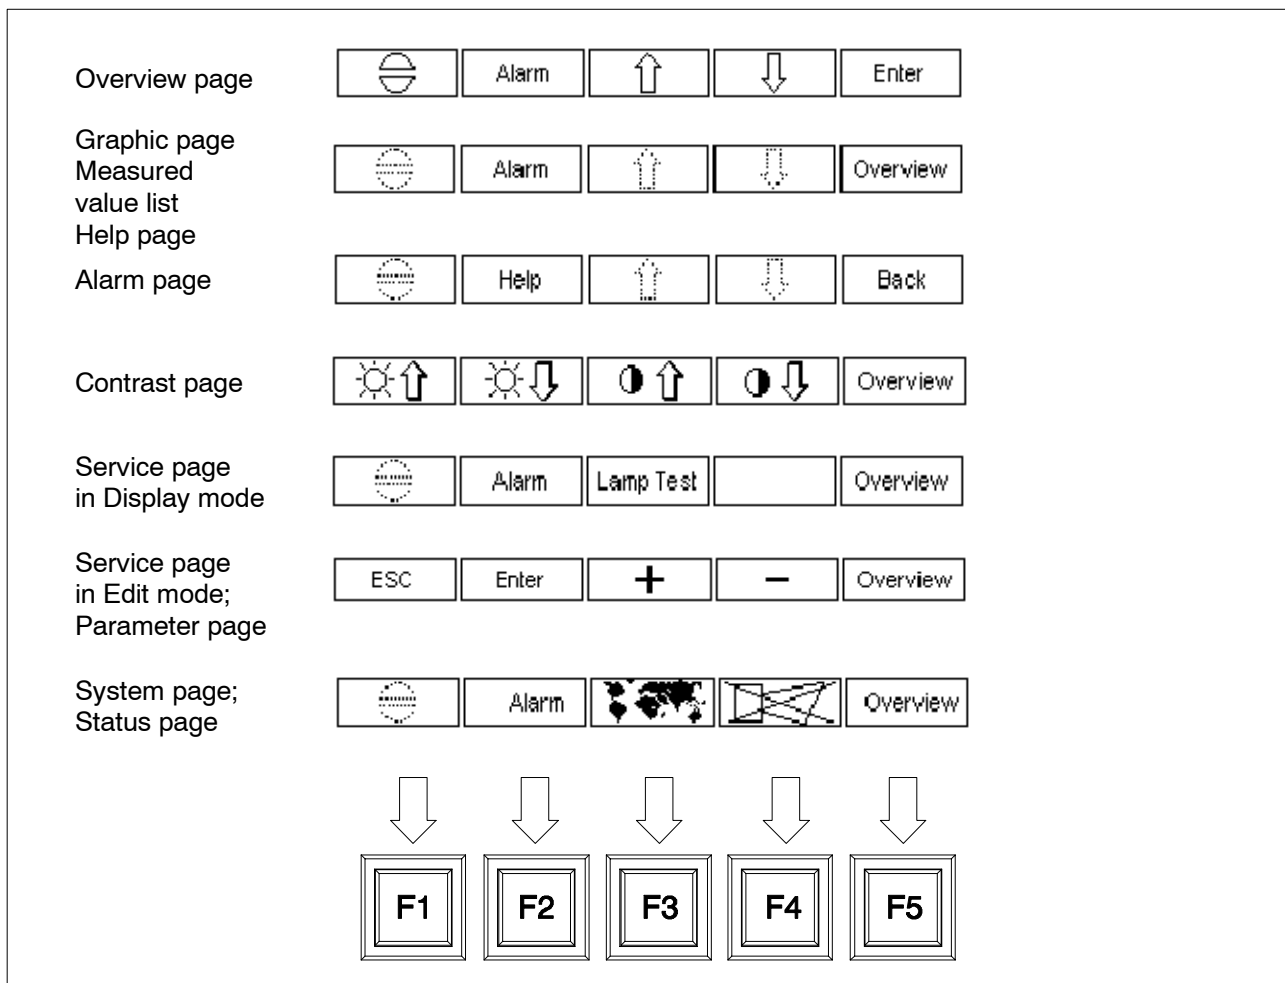 Overview page
Alarm
Enter
Graphic page
Measured
value list
Help page
Alarm
Overview
Alarm page
Help
Back
Contrast page
Overview
Service page
in Display mode
Alarm
Lamp Test
Overview
Service page
in Edit mode;
Parameter page
ESC
Enter
+
−
Overview
System page;
Status page
Alarm
Overview
F1
F2
F3
F4
F5